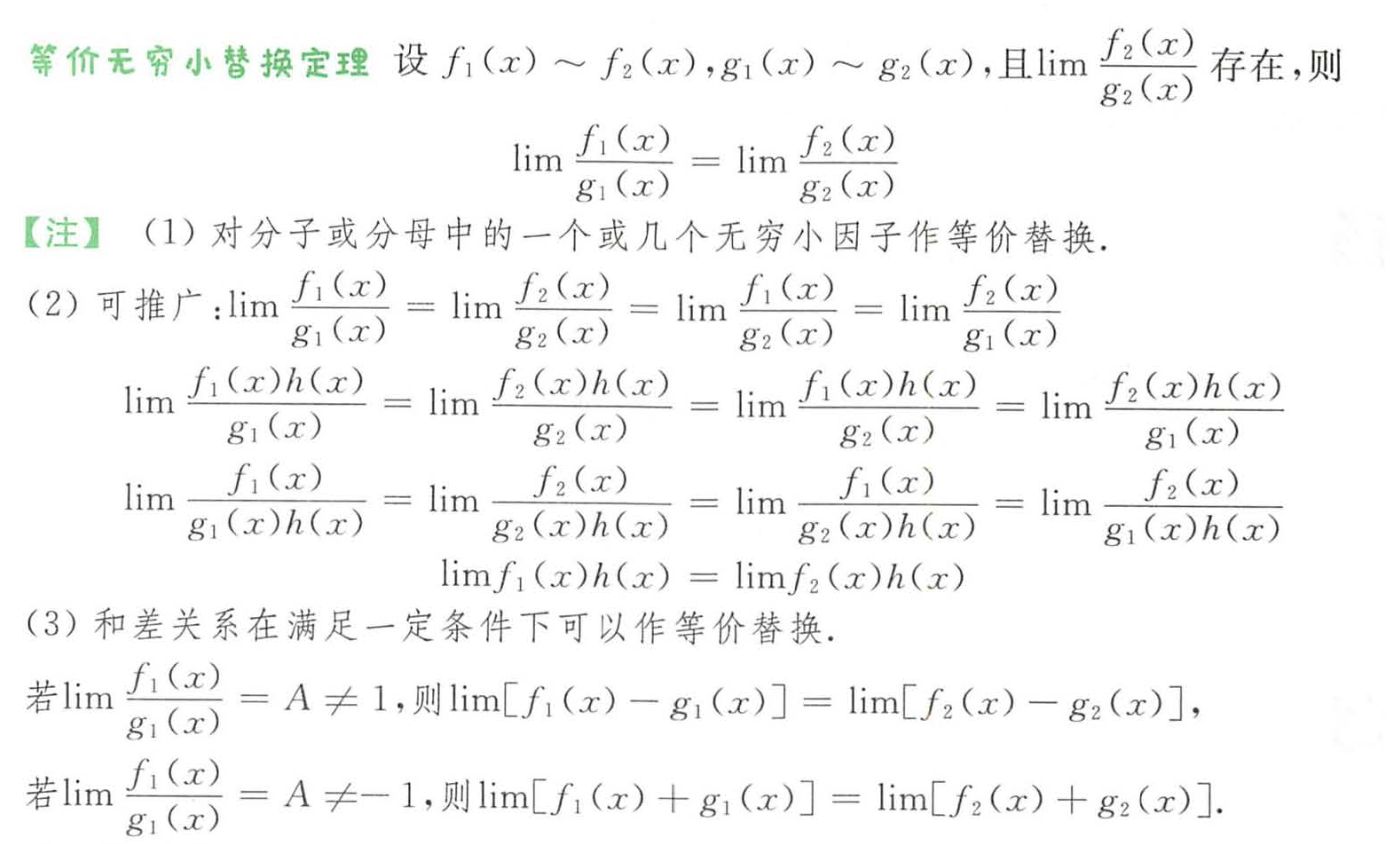 等价无穷小替换定理 设 $f_1(x) \sim f_2(x), g_1(x) \sim g_2(x)$,且$\lim \frac{f_2(x)}{g_2(x)}$ 存在,则
$\lim \frac{f_1(x)}{g_1(x)} = \lim \frac{f_2(x)}{g_2(x)}$
【注】 (1) 对分子或分母中的一个或几个无穷小因子作等价替换.
(2) 可推广:$\lim \frac{f_1(x)}{g_1(x)} = \lim \frac{f_2(x)}{g_2(x)} = \lim \frac{f_1(x)}{g_2(x)} = \lim \frac{f_2(x)}{g_1(x)}$
$\lim \frac{f_1(x)h(x)}{g_1(x)} = \lim \frac{f_2(x)h(x)}{g_2(x)} = \lim \frac{f_1(x)h(x)}{g_2(x)} = \lim \frac{f_2(x)h(x)}{g_1(x)}$
$\lim \frac{f_1(x)}{g_1(x)h(x)} = \lim \frac{f_2(x)}{g_2(x)h(x)} = \lim \frac{f_1(x)}{g_2(x)h(x)} = \lim \frac{f_2(x)}{g_1(x)h(x)}$
$\lim f_1(x)h(x) = \lim f_2(x)h(x)$
(3) 和差关系在满足一定条件下可以作等价替换.
若$\lim \frac{f_1(x)}{g_1(x)} = A \neq 1$,则$\lim[f_1(x) - g_1(x)] = \lim[f_2(x) - g_2(x)]$,
若$\lim \frac{f_1(x)}{g_1(x)} = A \neq -1$,则$\lim[f_1(x) + g_1(x)] = \lim[f_2(x) + g_2(x)]$.